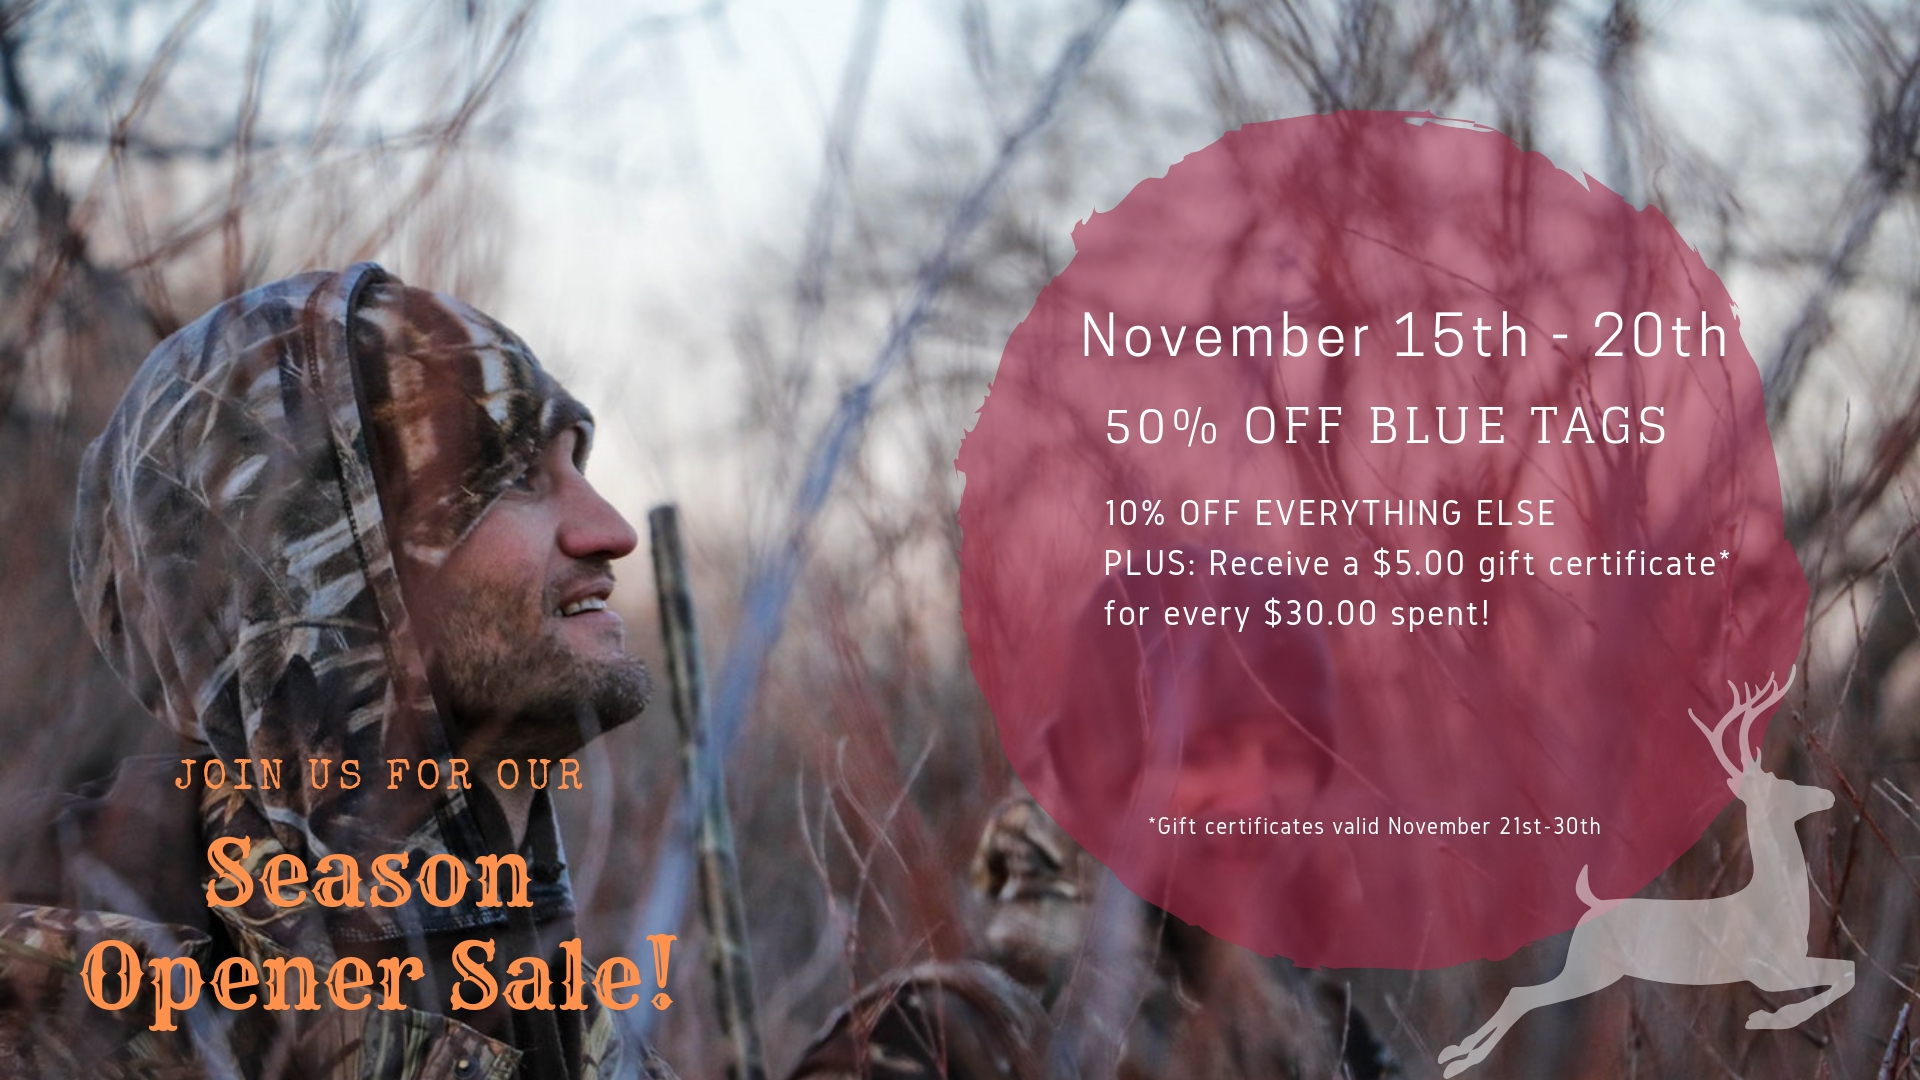 November 15th - 20th
50% OFF BLUE TAGS
10% OFF EVERYTHING ELSE
PLUS: Receive a $5.00 gift certificate*
for every $30.00 spent!
*Gift certificates valid November 21st-30th
JOIN US FOR OUR
Season
Opener Sale!